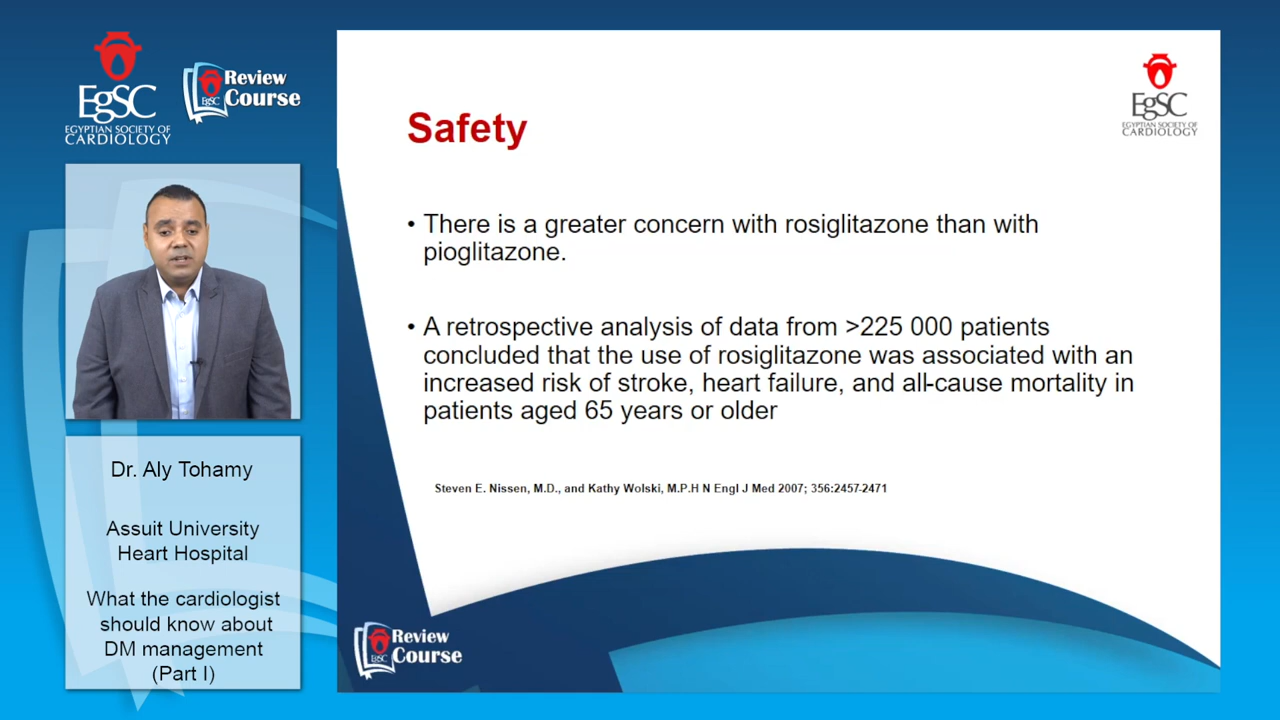 EgSC
EGYPTIAN SOCIETY OF
CARDIOLOGY
Review
Course
EgSC
Dr. Aly Tohamy
Assuit University
Heart Hospital
What the cardiologist
should know about
DM management
(Part I)
EgSC
EGYPTIAN SOCIETY OF
CARDIOLOGY
Safety
• There is a greater concern with rosiglitazone than with
pioglitazone.
• A retrospective analysis of data from >225 000 patients
concluded that the use of rosiglitazone was associated with an
increased risk of stroke, heart failure, and all-cause mortality in
patients aged 65 years or older
Steven E. Nissen, M.D., and Kathy Wolski, M.P.H N Engl J Med 2007; 356:2457-2471
Review
Course
EgSC